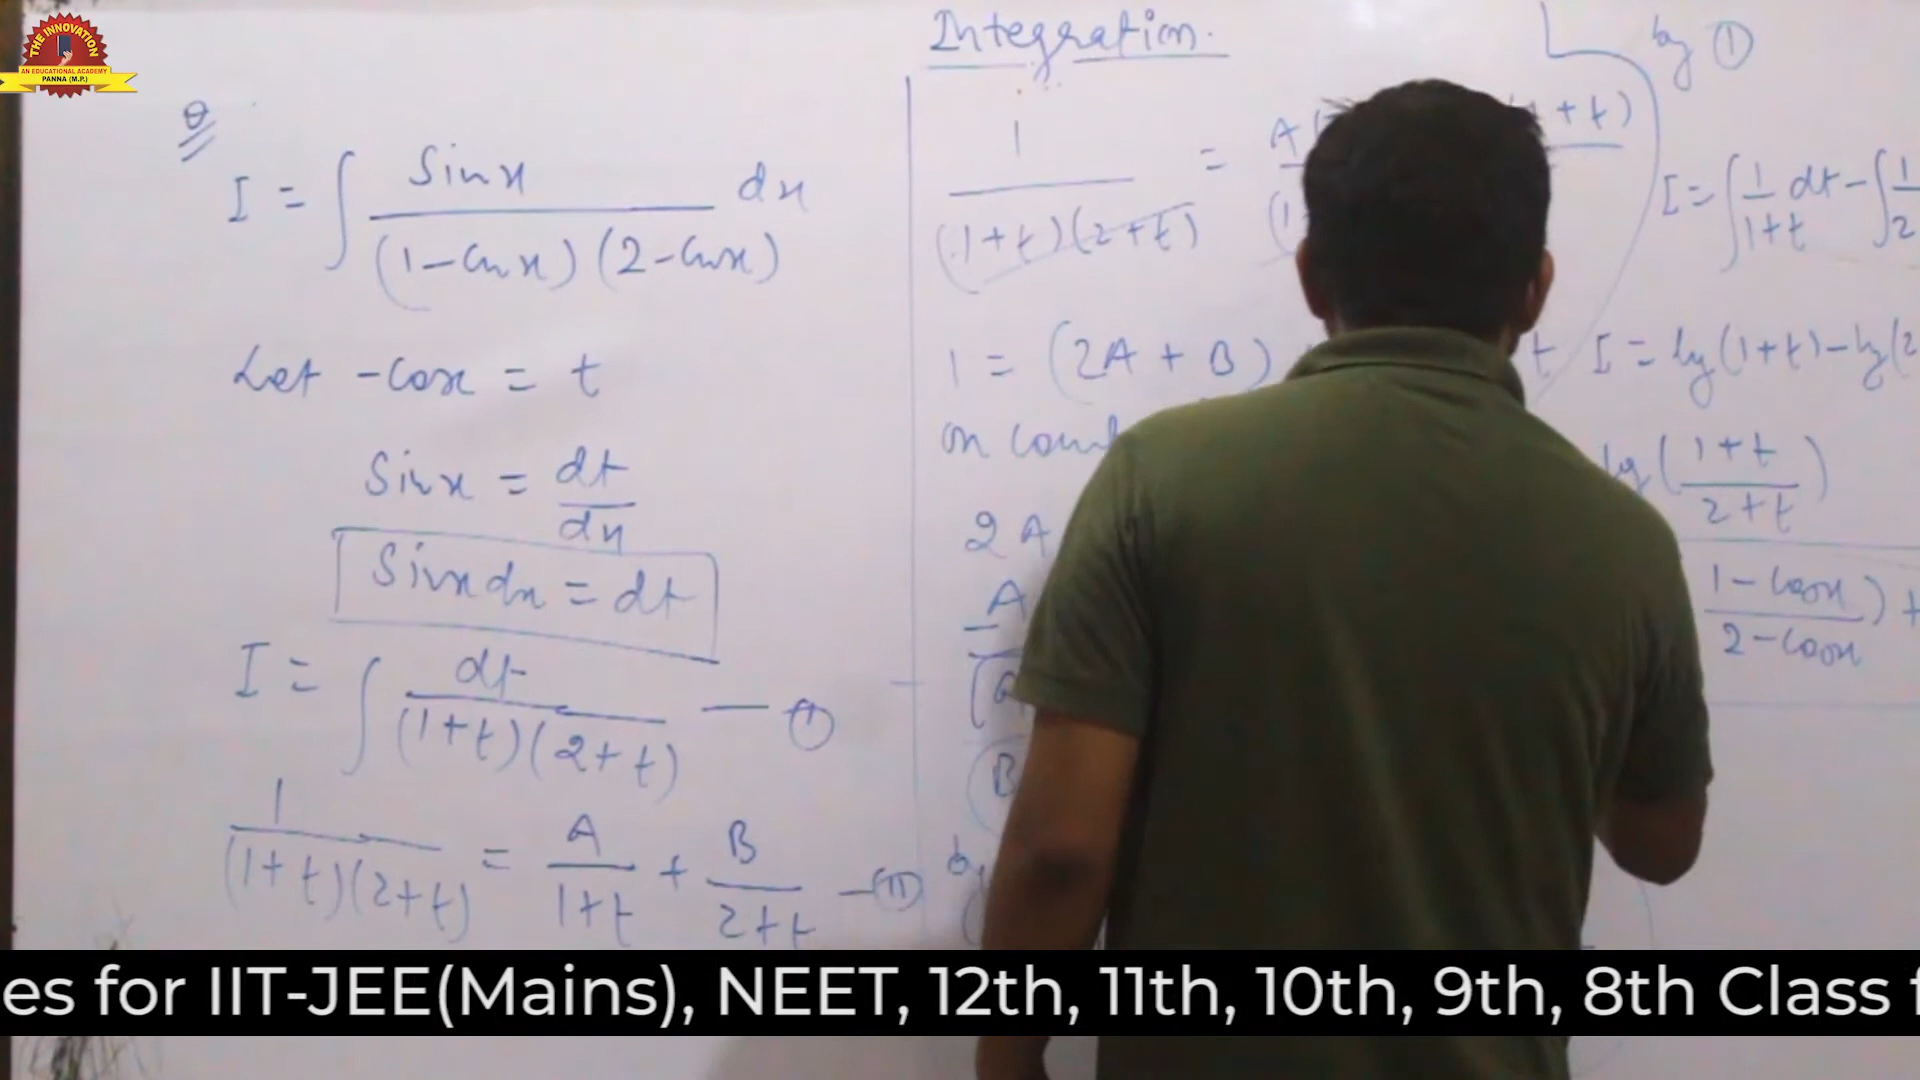 THE INNOVATION
AN EDUCATIONAL ACADEMY
PANNA (M.P.)
Integration.
Q
I = ∫ Sinx / (1-Cosx) (2-Cosx) dx
Let -Cosx = t
Sinx = dt/dx
Sinxdx = dt
I = ∫ dt / (1+t)(2+t) — (1)
1 / (1+t)(2+t) = A / 1+t + B / 2+t — (II)
1 / (1+t)(2+t) = A
+t)
1 = (2A + B)
t
on
2A
A
B
by (1)
I = ∫ 1/1+t dt - ∫ 1/2
I = log(1+t) - log(2
log(1+t / 2+t)
1-Cosx / 2-Cosx) +
es for IIT-JEE(Mains), NEET, 12th, 11th, 10th, 9th, 8th Class f